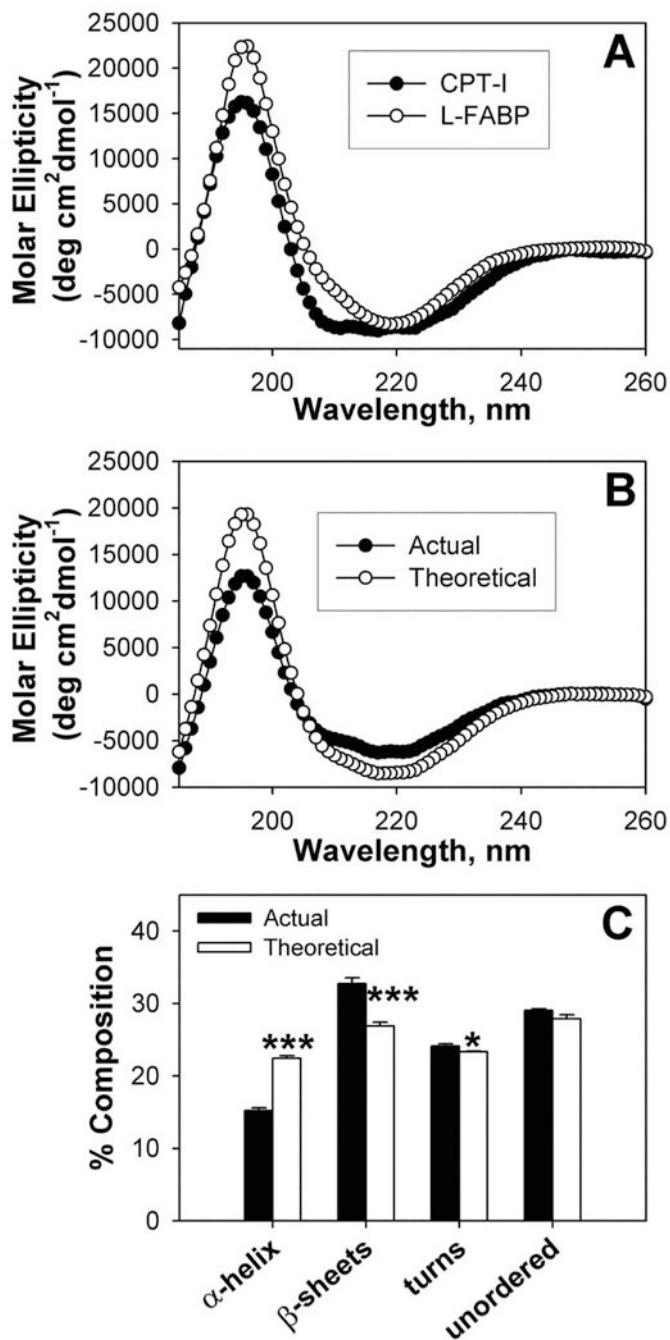 A
CPT-I
L-FABP
Molar Ellipticity
(deg cm²dmol⁻¹)
25000
20000
15000
10000
5000
0
-5000
-10000
200
220
240
260
Wavelength, nm
B
Actual
Theoretical
Molar Ellipticity
(deg cm²dmol⁻¹)
25000
20000
15000
10000
5000
0
-5000
-10000
200
220
240
260
Wavelength, nm
C
Actual
Theoretical
% Composition
40
30
20
10
0
***
***
*
α-helix
β-sheets
turns
unordered